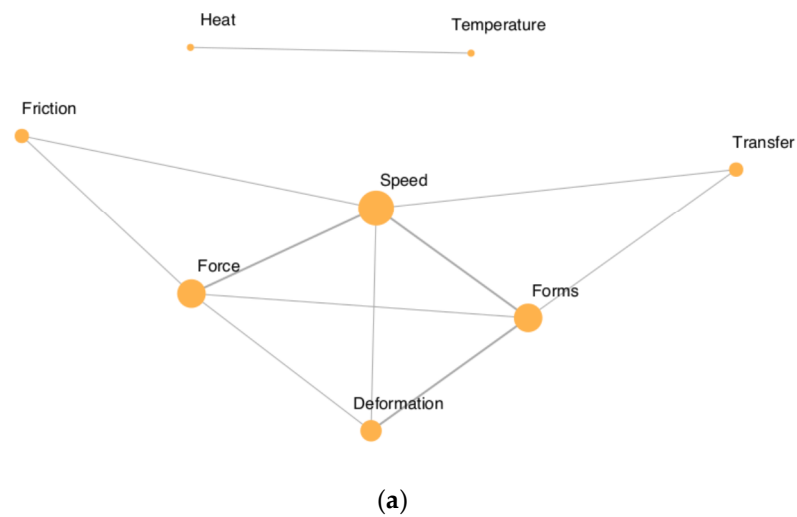 Heat
Temperature
Friction
Transfer
Speed
Force
Forms
Deformation
(a)